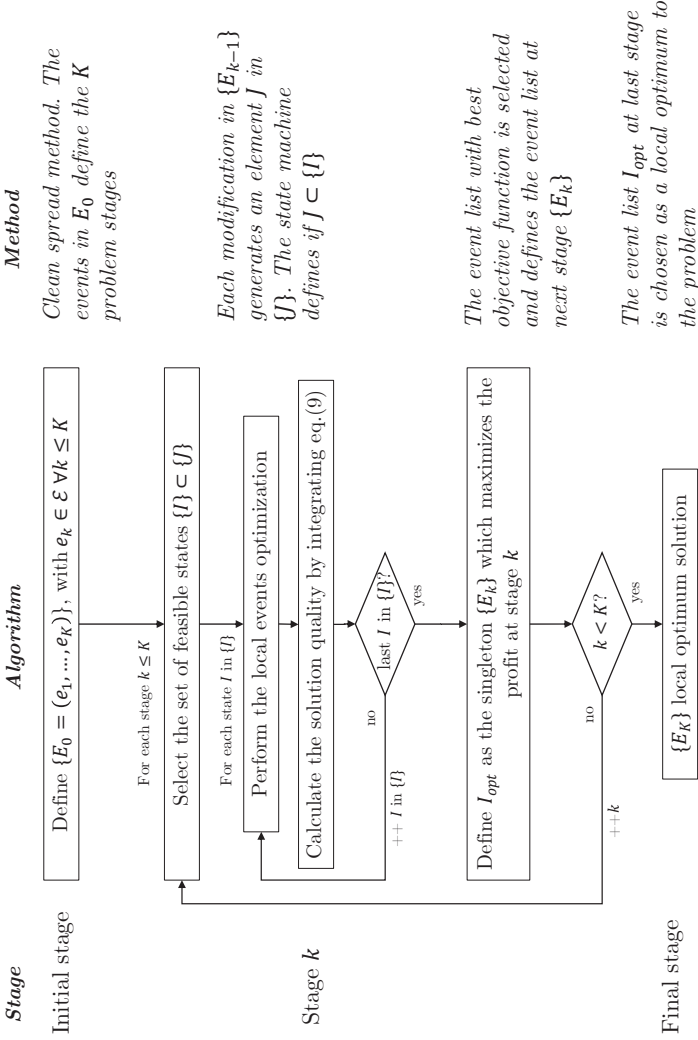 Stage
Algorithm
Method
Initial stage
Define {E₀ = (e₁, ..., e_K)}, with e_k ∈ ℰ ∀k ≤ K
Clean spread method. The
events in E₀ define the K
problem stages
For each stage k ≤ K
Select the set of feasible states {I} ⊂ {J}
For each state I in {I}
Perform the local events optimization
Stage k
Calculate the solution quality by integrating eq.(9)
last I in {I}?
no
++ I in {I}
yes
Each modification in {E_{k−1}}
generates an element J in
{J}. The state machine
defines if J ⊂ {I}
Define I_opt as the singleton {E_k} which maximizes the
profit at stage k
The event list with best
objective function is selected
and defines the event list at
next stage {E_k}
k < K?
no
++k
yes
Final stage
{E_K} local optimum solution
The event list I_opt at last stage
is chosen as a local optimum to
the problem